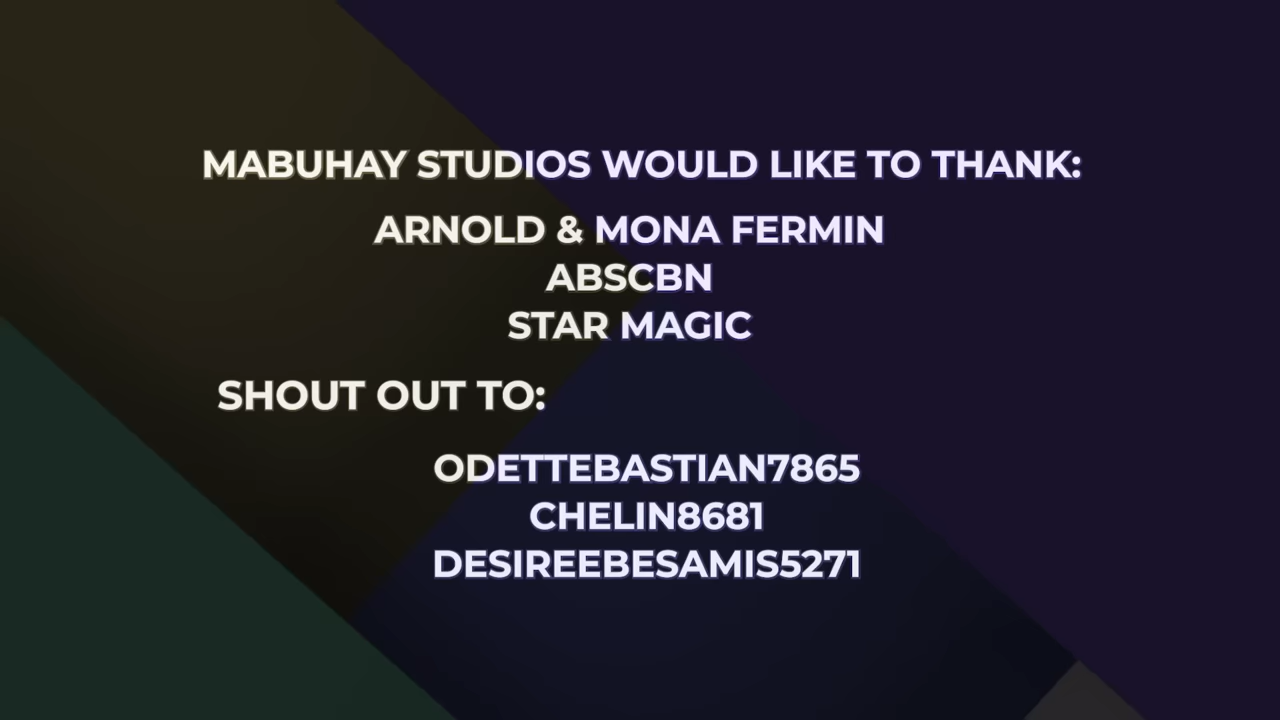 MABUHAY STUDIOS WOULD LIKE TO THANK:
ARNOLD & MONA FERMIN
ABSCBN
STAR MAGIC
SHOUT OUT TO:
ODETTEBASTIAN7865
CHELIN8681
DESIREEBESAMIS5271